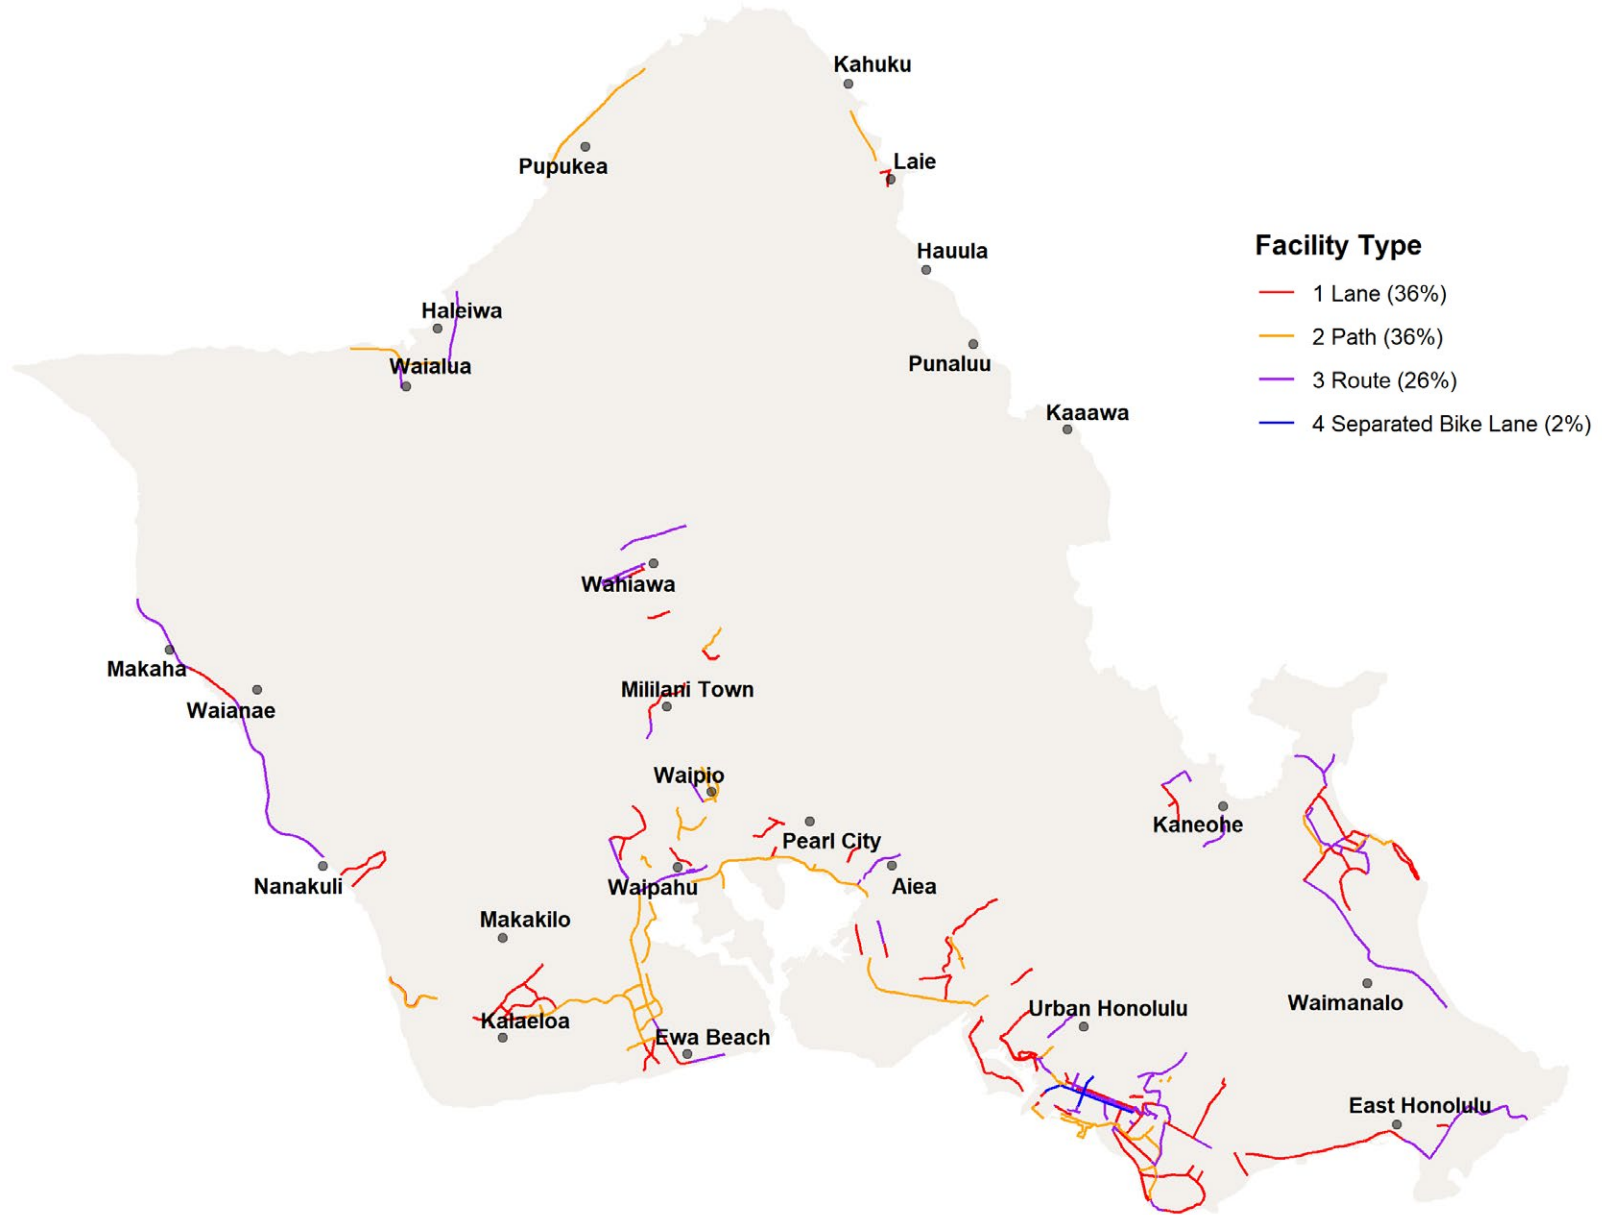 Kahuku
Pupukea
Laie
Hauula
Facility Type
1 Lane (36%)
Haleiwa
2 Path (36%)
Waialua
Punaluu
3 Route (26%)
Kaaawa
4 Separated Bike Lane (2%)
Wahiawa
Makaha
Mililani Town
Waianae
Waipio
Kaneohe
Pearl City
Nanakuli
Waipahu
Aiea
Makakilo
Waimanalo
Urban Honolulu
Kalaeloa
Ewa Beach
East Honolulu